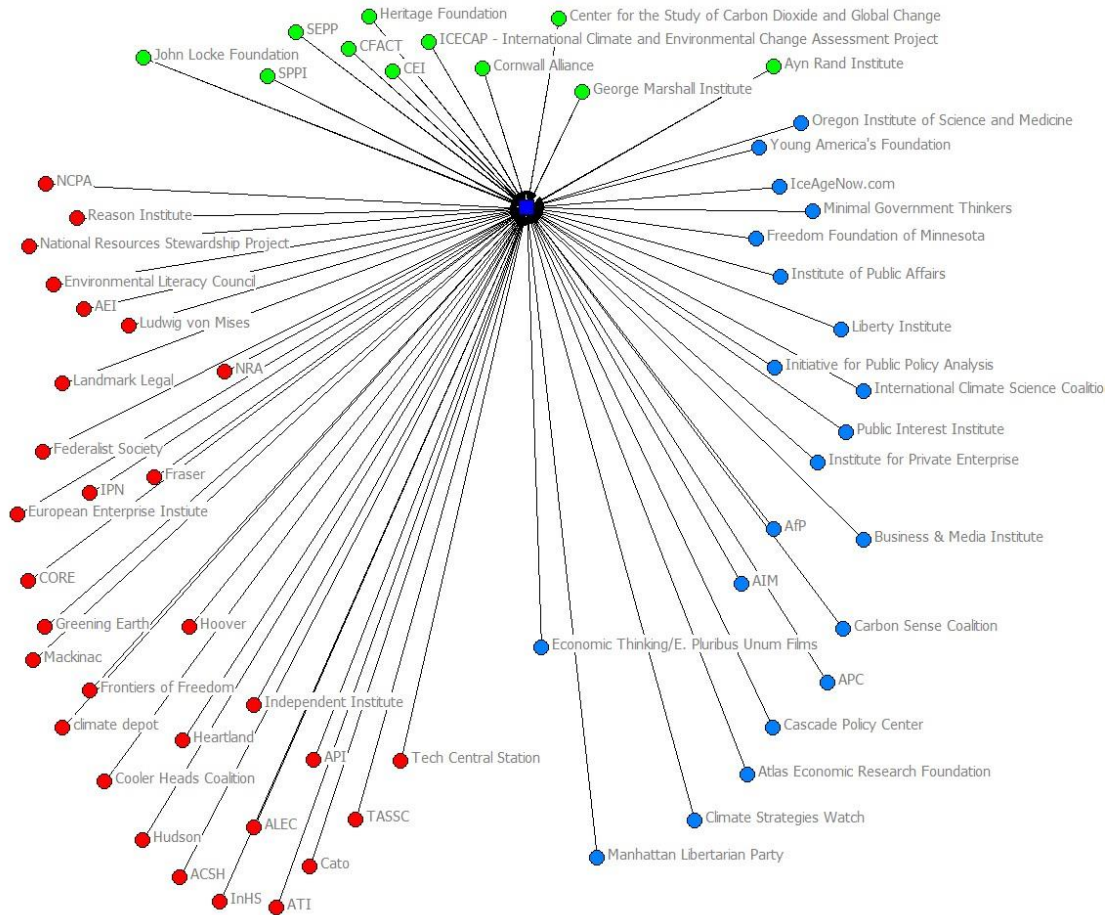 Heritage Foundation
Center for the Study of Carbon Dioxide and Global Change
SEPP
CFACT
ICECAP - International Climate and Environmental Change Assessment Project
John Locke Foundation
SPPI
CEI
Cornwall Alliance
Ayn Rand Institute
George Marshall Institute
Oregon Institute of Science and Medicine
Young America's Foundation
NCPA
IceAgeNow.com
Reason Institute
Minimal Government Thinkers
National Resources Stewardship Project
Freedom Foundation of Minnesota
Environmental Literacy Council
Institute of Public Affairs
AEI
Ludwig von Mises
Liberty Institute
NRA
Initiative for Public Policy Analysis
Landmark Legal
International Climate Science Coalitio
Public Interest Institute
Federalist Society
Institute for Private Enterprise
Fraser
IPN
European Enterprise Instiute
AfP
Business & Media Institute
CORE
AIM
Greening Earth
Hoover
Carbon Sense Coalition
Economic Thinking/E. Pluribus Unum Films
Mackinac
Frontiers of Freedom
APC
Independent Institute
climate depot
Cascade Policy Center
Heartland
API
Tech Central Station
Cooler Heads Coalition
Atlas Economic Research Foundation
TASSC
Climate Strategies Watch
ALEC
Hudson
Manhattan Libertarian Party
Cato
ACSH
InHS
ATI